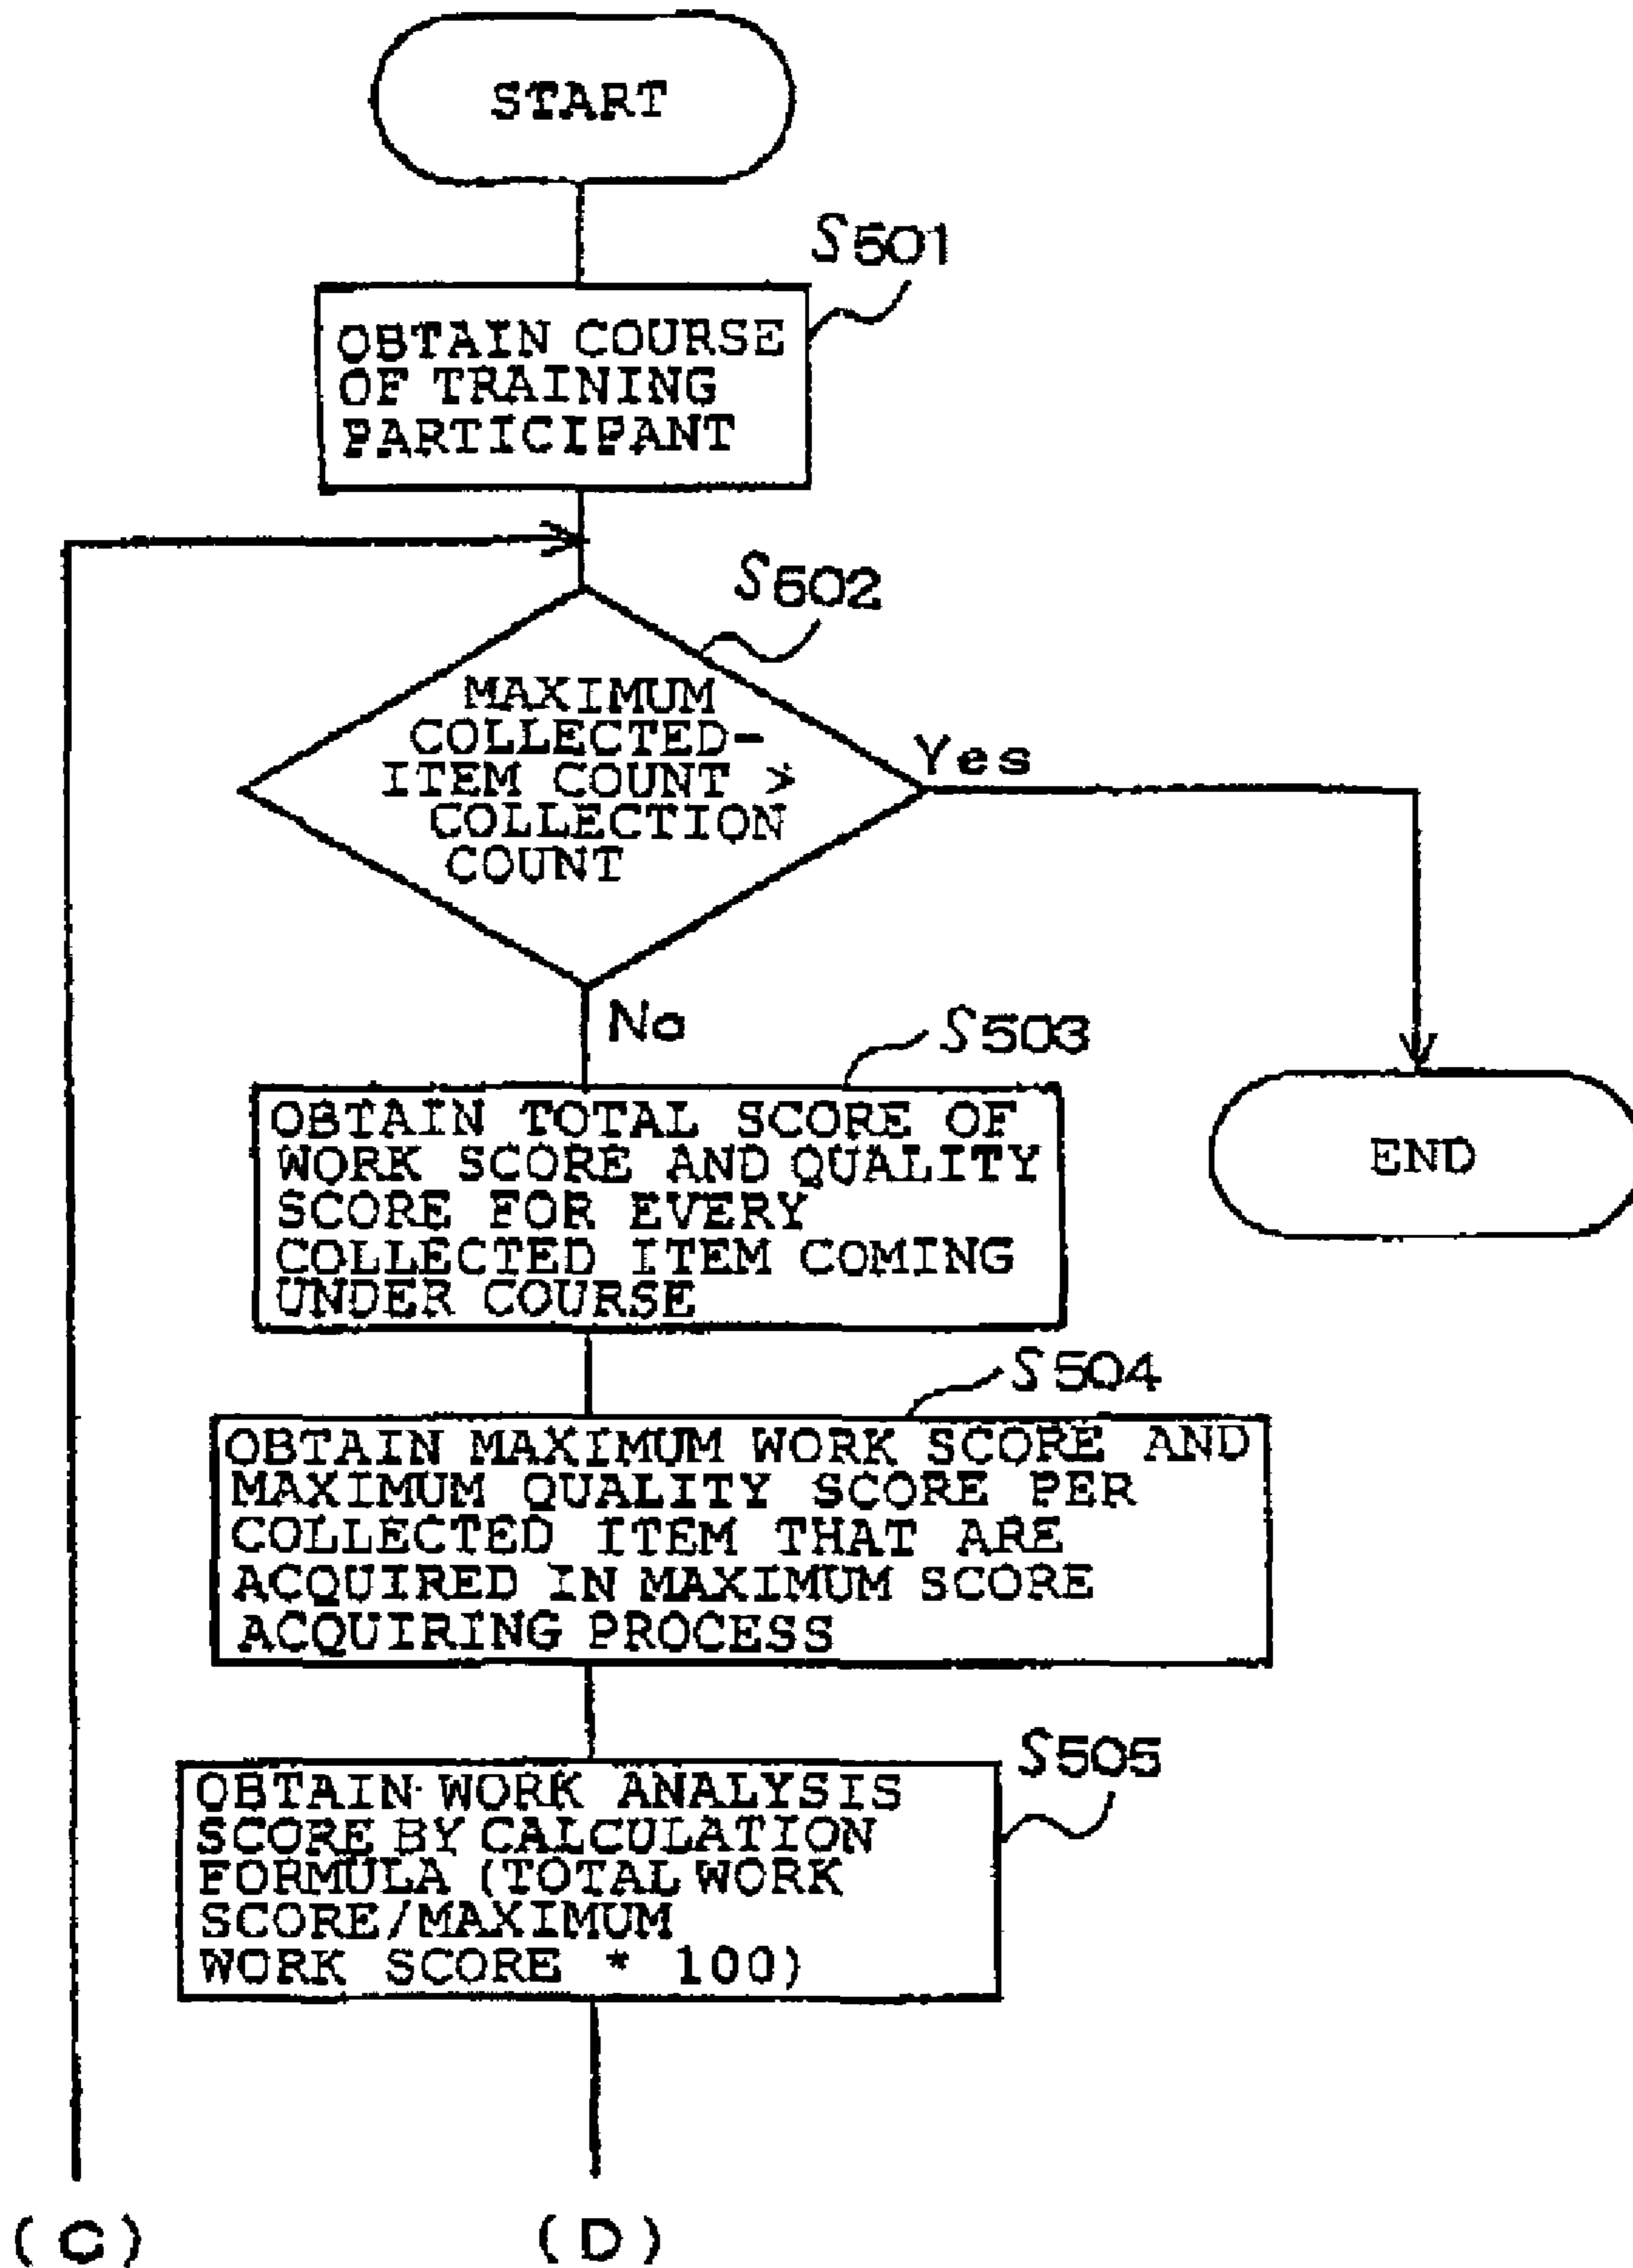 START
S501
OBTAIN COURSE
OF TRAINING
PARTICIPANT
S502
MAXIMUM
COLLECTED-
ITEM COUNT >
COLLECTION
COUNT
Yes
No
S503
OBTAIN TOTAL SCORE OF
WORK SCORE AND QUALITY
SCORE FOR EVERY
COLLECTED ITEM COMING
UNDER COURSE
END
S504
OBTAIN MAXIMUM WORK SCORE AND
MAXIMUM QUALITY SCORE PER
COLLECTED ITEM THAT ARE
ACQUIRED IN MAXIMUM SCORE
ACQUIRING PROCESS
S505
OBTAIN WORK ANALYSIS
SCORE BY CALCULATION
FORMULA (TOTAL WORK
SCORE/MAXIMUM
WORK SCORE * 100)
(C)
(D)